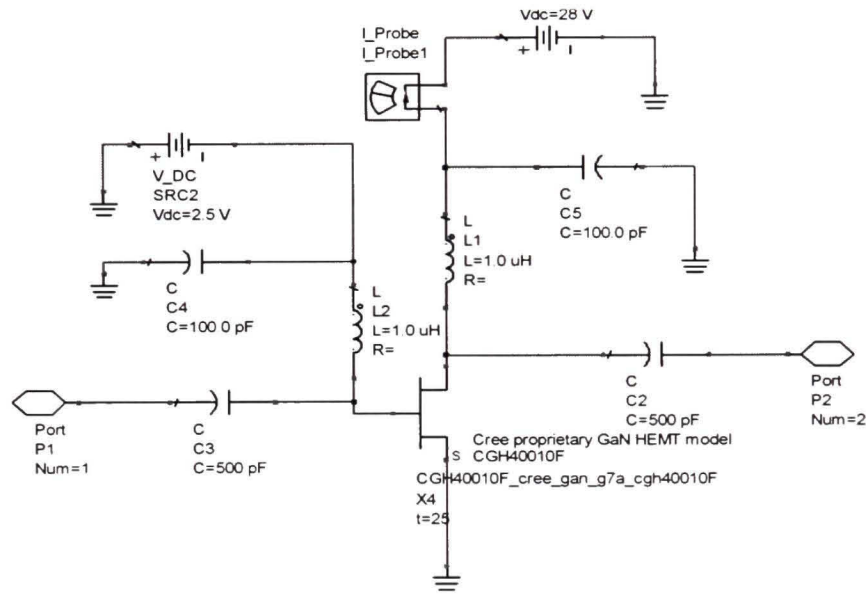 Vdc=28 V
I_Probe
I_Probe1
+
I
+
I
V_DC
SRC2
Vdc=2.5 V
C
C5
C=100.0 pF
L
L1
L=1.0 uH
R=
C
C4
C=100.0 pF
L
L2
L=1.0 uH
R=
Port
P1
Num=1
C
C3
C=500 pF
C
C2
C=500 pF
Port
P2
Num=2
Cree proprietary GaN HEMT model
S
CGH40010F
CGH40010F_cree_gan_g7a_cgh40010F
X4
t=25